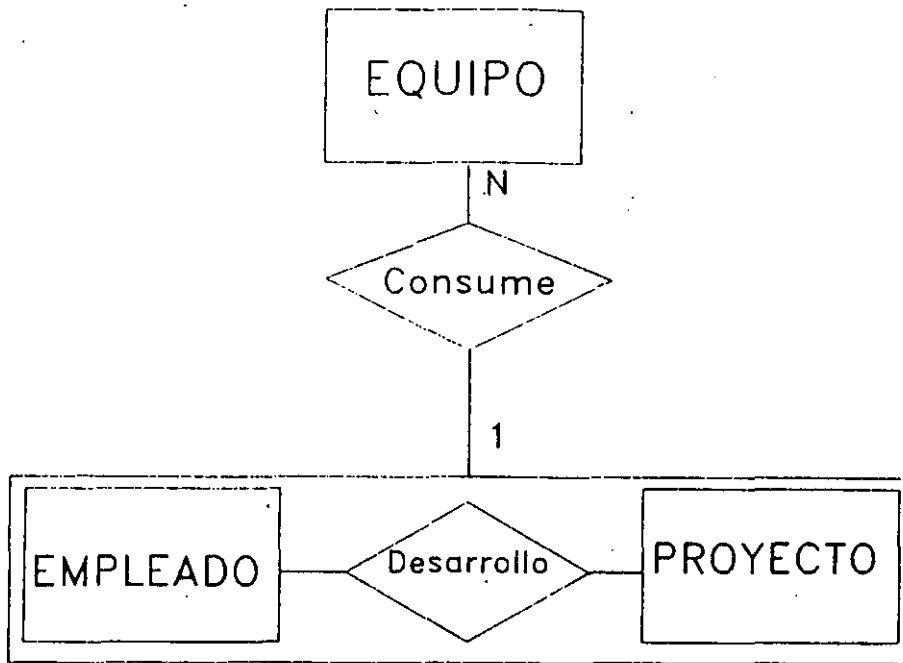 EQUIPO
N
Consume
1
EMPLEADO
Desarrollo
PROYECTO